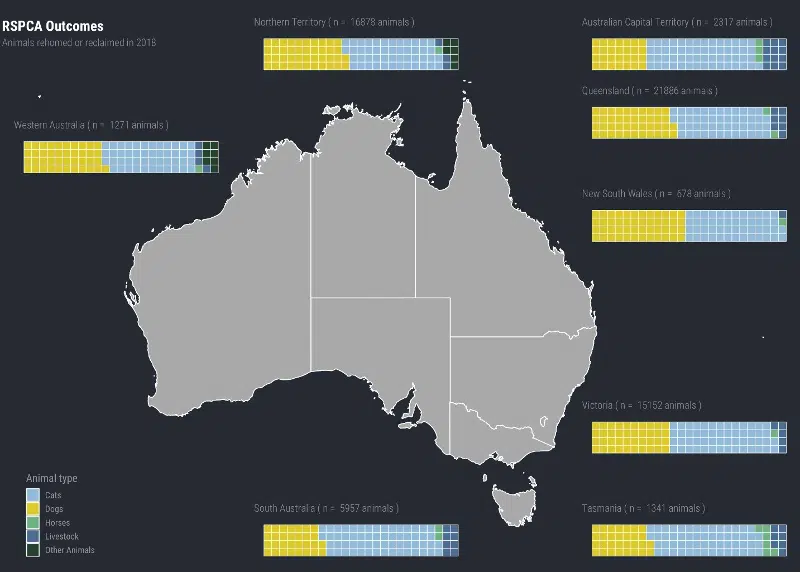 RSPCA Outcomes
Animals rehomed or reclaimed in 2018
Northern Territory ( n = 16878 animals )
Australian Capital Territory ( n = 2317 animals )
Queensland ( n = 21886 animals )
Western Australia ( n = 1271 animals )
New South Wales ( n = 678 animals )
Victoria ( n = 15152 animals )
Animal type
Cats
Dogs
Horses
Livestock
Other Animals
South Australia ( n = 5957 animals )
Tasmania ( n = 1341 animals )